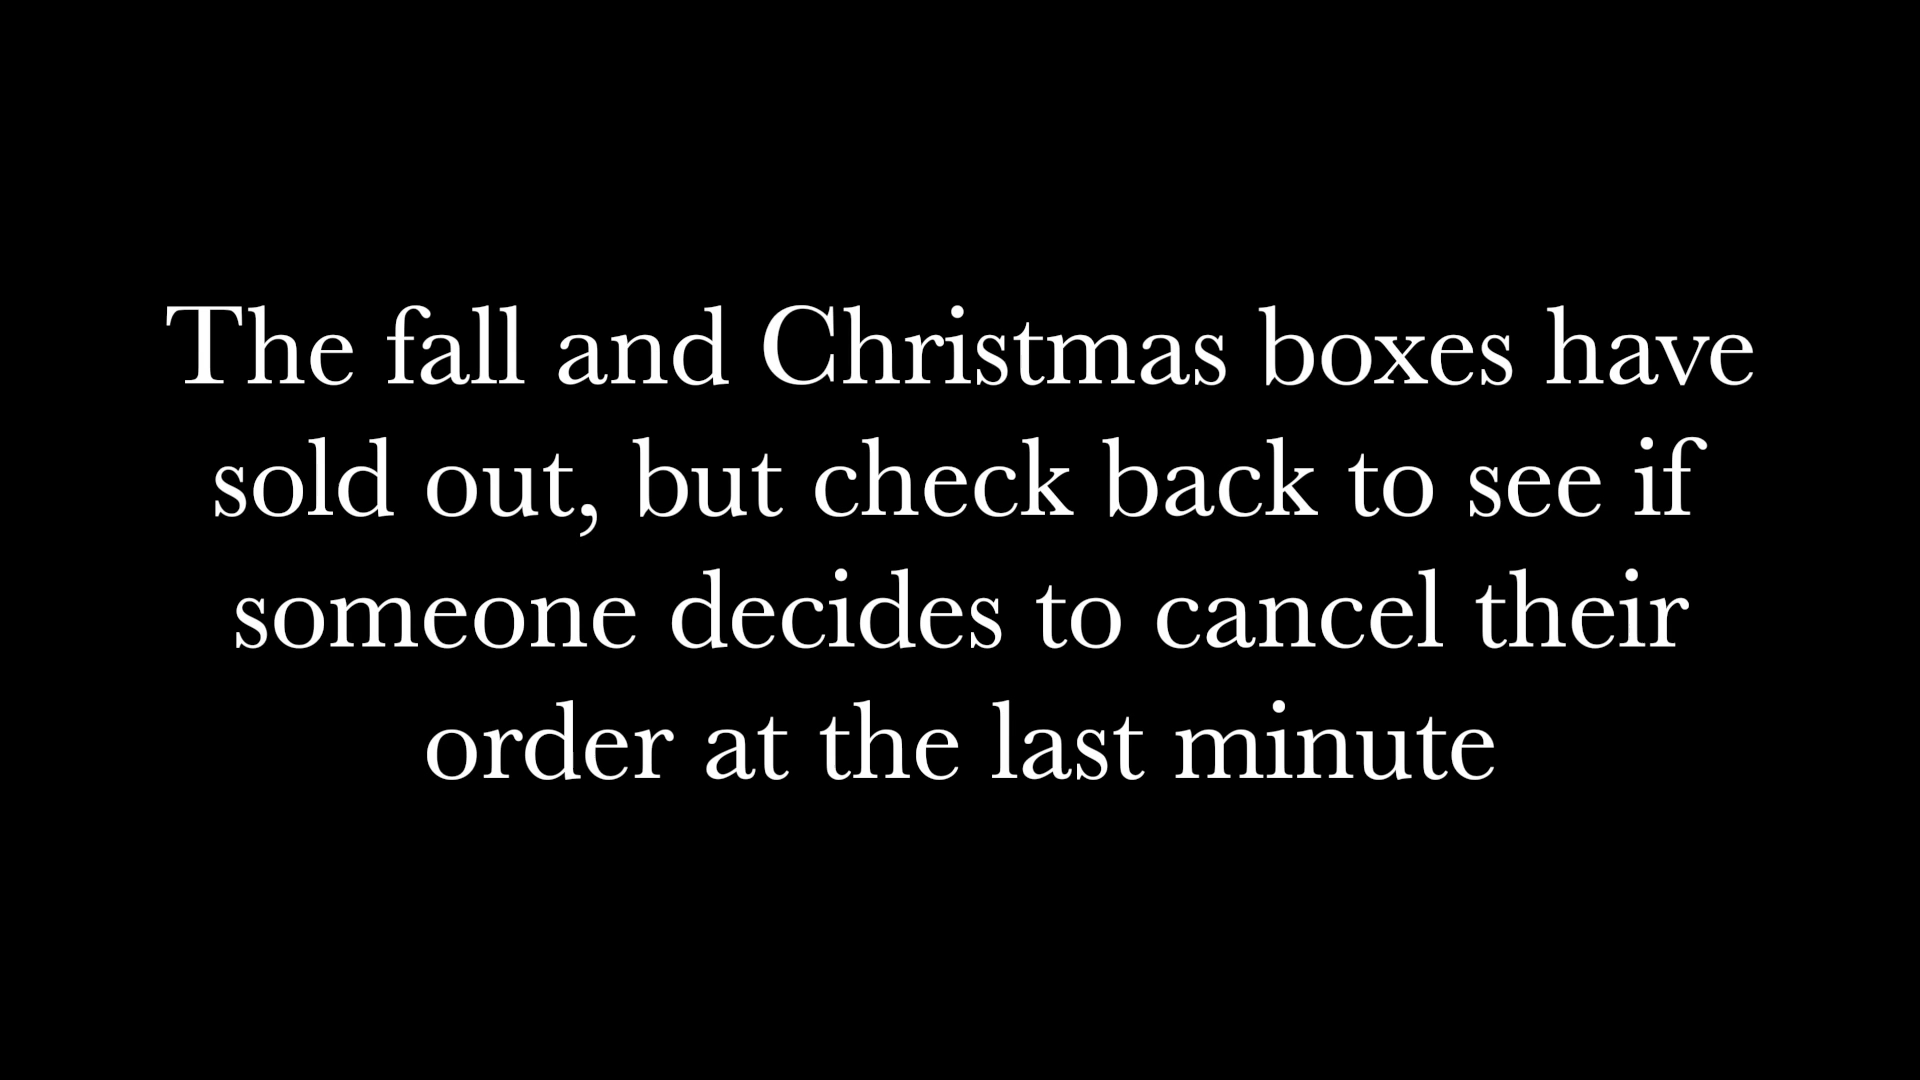 The fall and Christmas boxes have
sold out, but check back to see if
someone decides to cancel their
order at the last minute